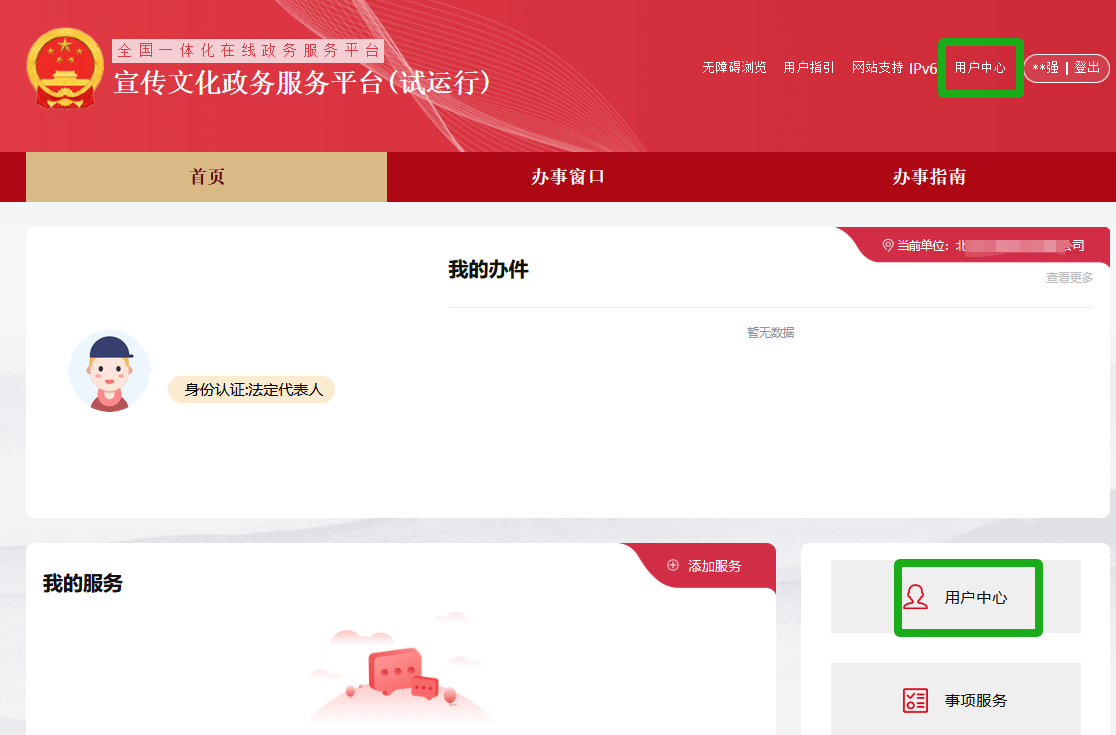 全国一体化在线政务服务平台
宣传文化政务服务平台(试运行)
无障碍浏览 用户指引 网站支持 IPv6 用户中心 **强 | 登出
首页 办事窗口 办事指南
当前单位: 北 公司
我的办件
查看更多
暂无数据
身份认证:法定代表人
我的服务
添加服务
用户中心
事项服务